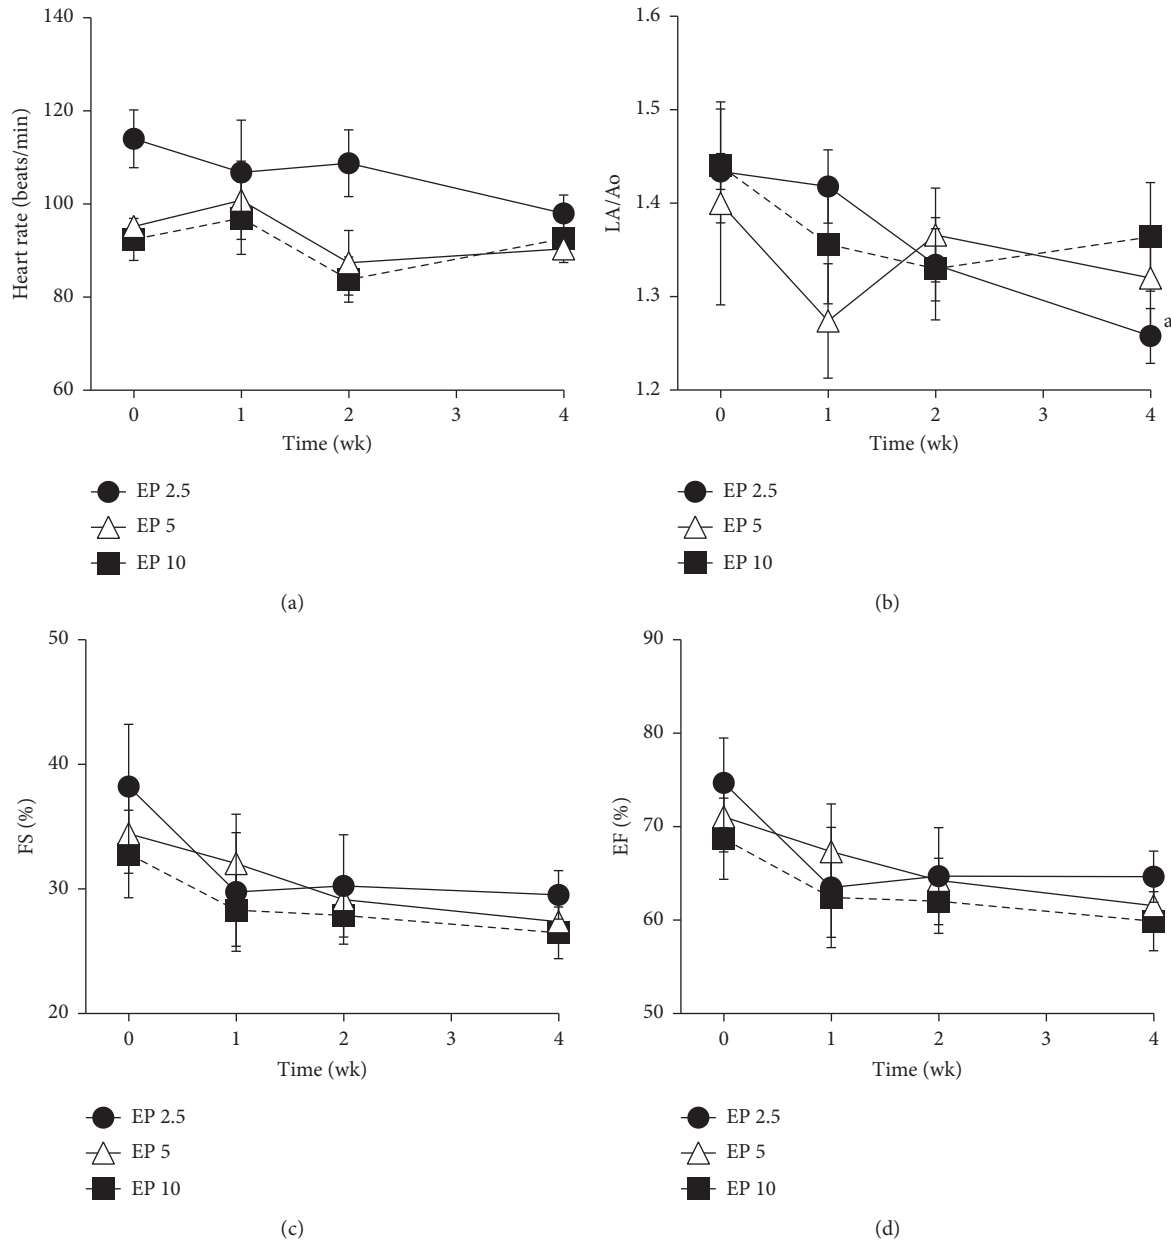 Heart rate (beats/min)
140
120
100
80
60
0 1 2 3 4
Time (wk)
EP 2.5
EP 5
EP 10
(a)
LA/Ao
1.6
1.5
1.4
1.3
1.2
a
0 1 2 3 4
Time (wk)
EP 2.5
EP 5
EP 10
(b)
FS (%)
50
40
30
20
0 1 2 3 4
Time (wk)
EP 2.5
EP 5
EP 10
(c)
EF (%)
90
80
70
60
50
0 1 2 3 4
Time (wk)
EP 2.5
EP 5
EP 10
(d)